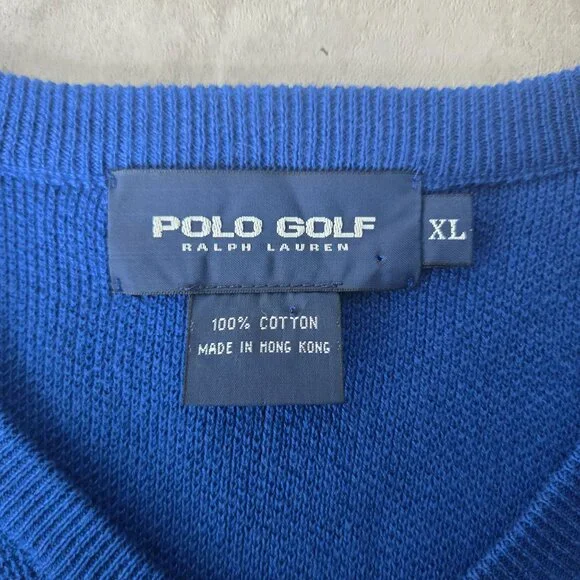 POLO GOLF
RALPH LAUREN
XL
100% COTTON
MADE IN HONG KONG